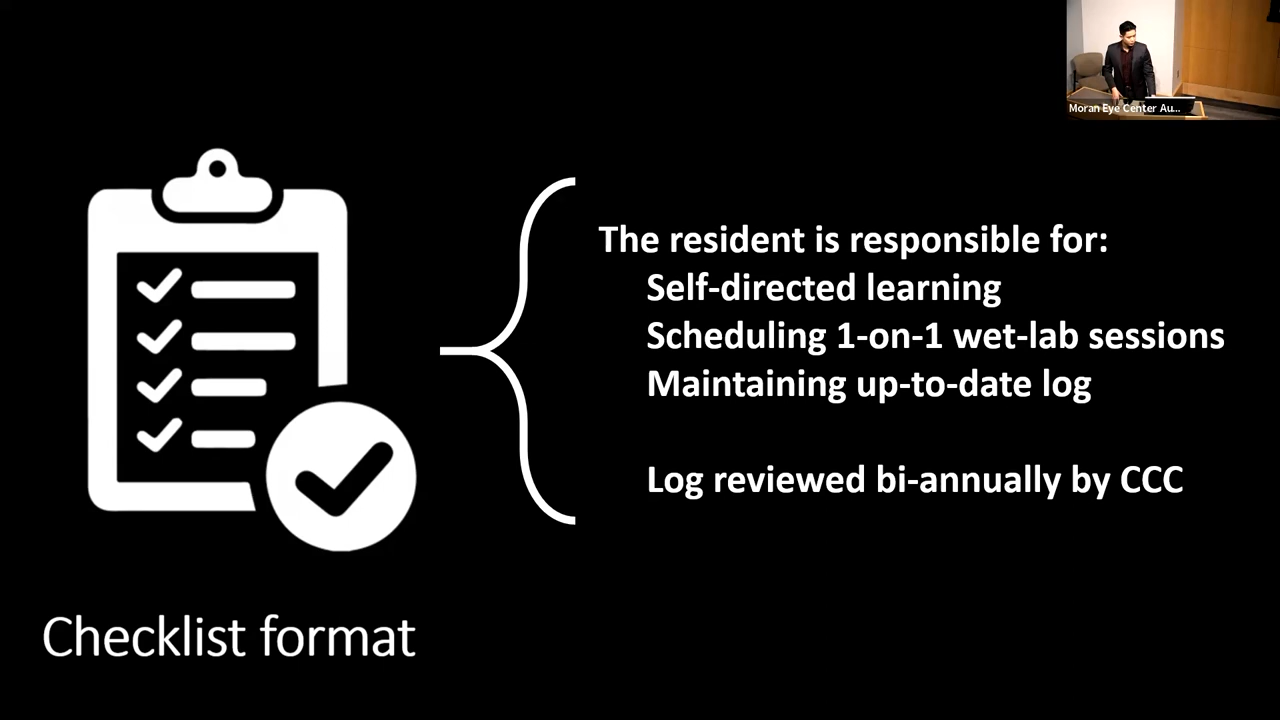 Moran Eye Center Au...
The resident is responsible for:
Self-directed learning
Scheduling 1-on-1 wet-lab sessions
Maintaining up-to-date log
Log reviewed bi-annually by CCC
Checklist format